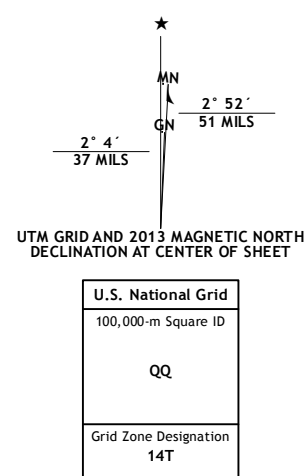 ★
MN
2° 52´
51 MILS
GN
2° 4´
37 MILS
UTM GRID AND 2013 MAGNETIC NORTH
DECLINATION AT CENTER OF SHEET
U.S. National Grid
100,000-m Square ID
QQ
Grid Zone Designation
14T